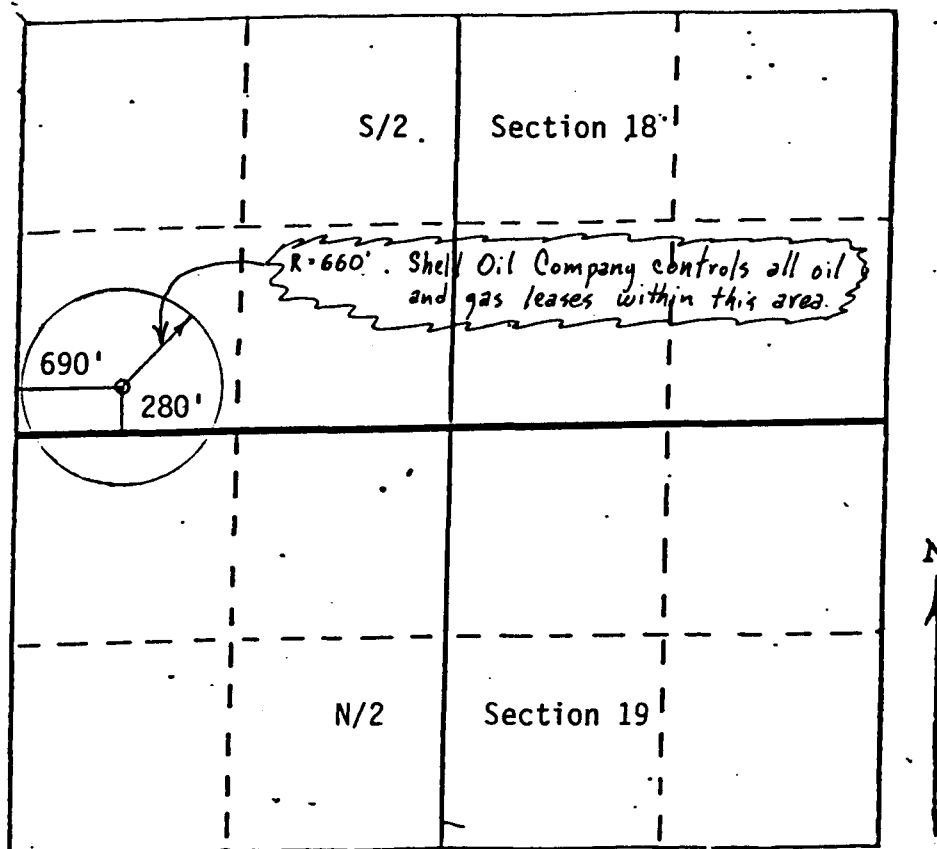 S/2. Section 18
R=660'. Shell Oil Company controls all oil
and gas leases within this area.
690'
280'
N
N/2 Section 19